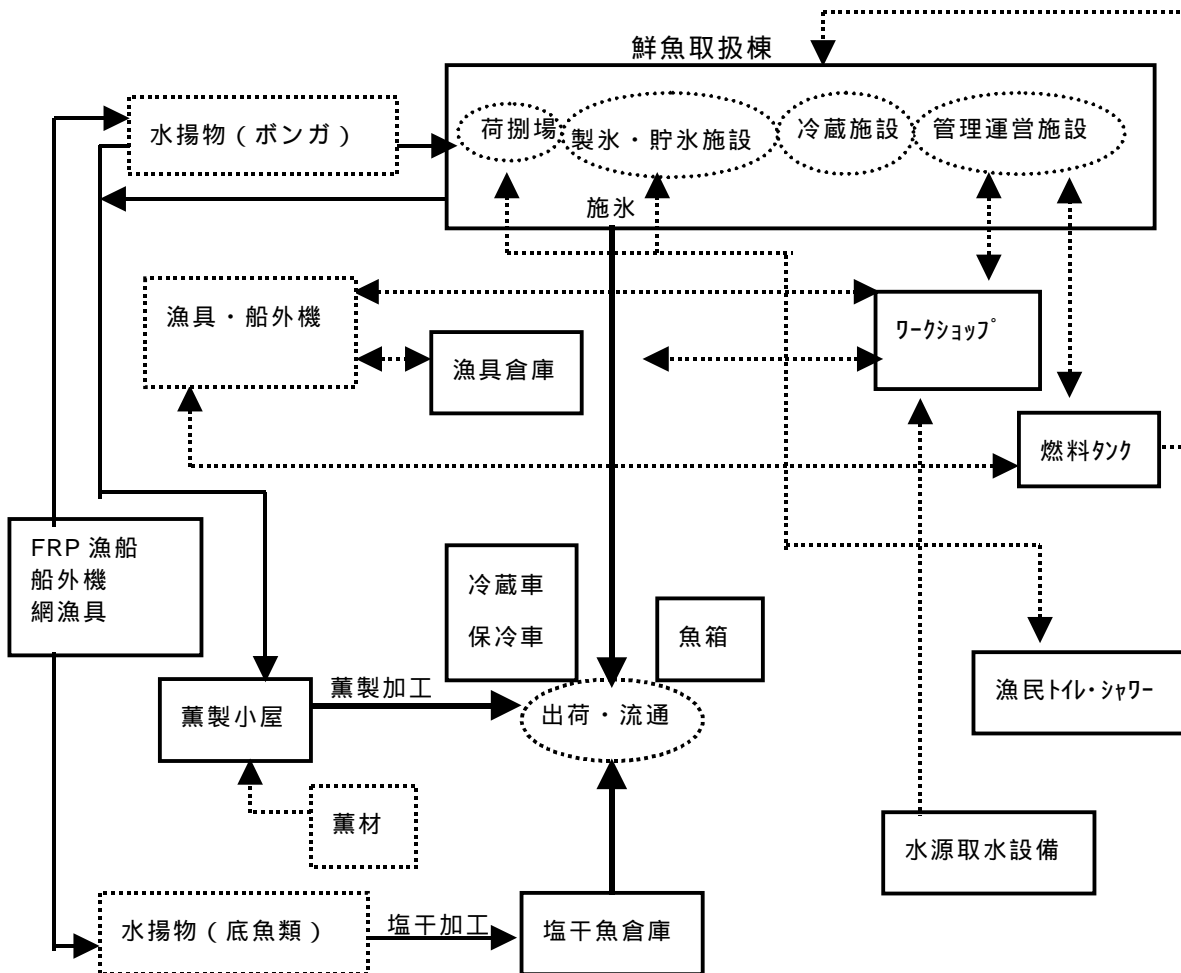 鮮魚取扱棟
水揚物（ボンガ）
荷捌場
製氷・貯氷施設
冷蔵施設
管理運営施設
施氷
漁具・船外機
漁具倉庫
ﾜｰｸｼｮｯﾌﾟ
燃料ﾀﾝｸ
FRP 漁船
船外機
網漁具
冷蔵車
保冷車
魚箱
薫製小屋
薫製加工
出荷・流通
漁民ﾄｲﾚ･ｼｬﾜｰ
薫材
水源取水設備
水揚物（底魚類）
塩干加工
塩干魚倉庫